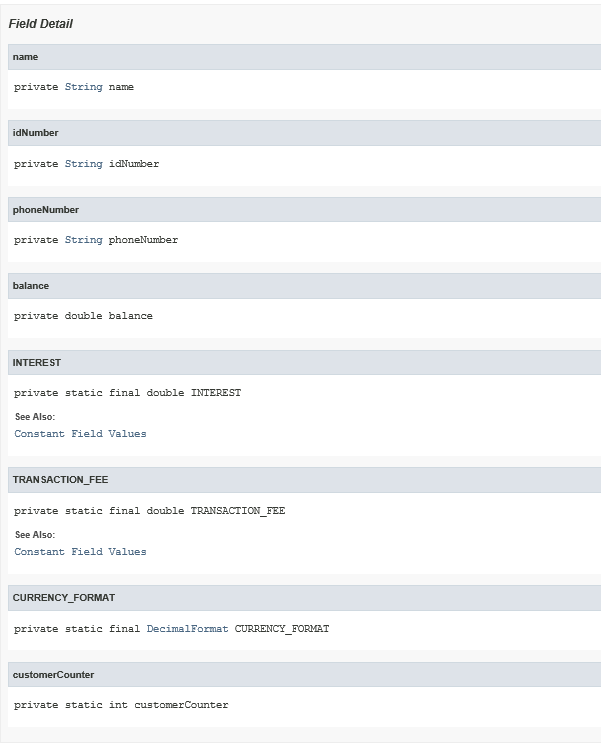 Field Detail
name
private String name
idNumber
private String idNumber
phoneNumber
private String phoneNumber
balance
private double balance
INTEREST
private static final double INTEREST
See Also:
Constant Field Values
TRANSACTION_FEE
private static final double TRANSACTION_FEE
See Also:
Constant Field Values
CURRENCY_FORMAT
private static final DecimalFormat CURRENCY_FORMAT
customerCounter
private static int customerCounter